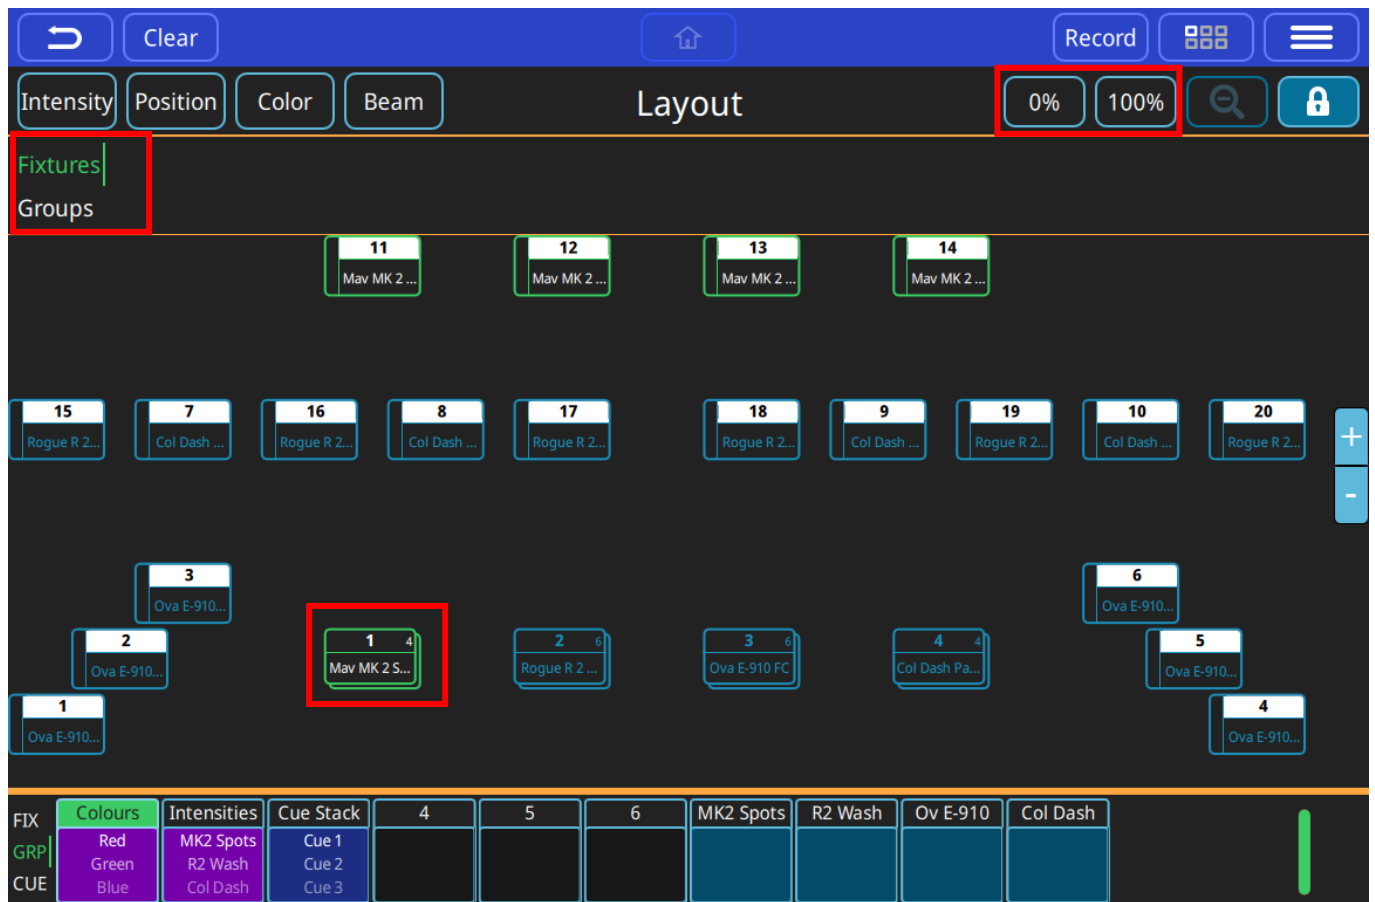 Clear
Record
Intensity Position Color Beam Layout 0% 100%
Fixtures
Groups
11 12 13 14
Mav MK 2 ... Mav MK 2 ... Mav MK 2 ... Mav MK 2 ...
15 7 16 8 17 18 9 19 10 20
Rogue R 2... Col Dash ... Rogue R 2... Col Dash ... Rogue R 2... Rogue R 2... Col Dash ... Rogue R 2... Col Dash ... Rogue R 2...
+
-
3 6
Ova E-910... Ova E-910...
2 1 4 2 6 3 6 4 4 5
Ova E-910... Mav MK 2 S... Rogue R 2 ... Ova E-910 FC Col Dash Pa... Ova E-910...
1 4
Ova E-910... Ova E-910...
FIX Colours Intensities Cue Stack 4 5 6 MK2 Spots R2 Wash Ov E-910 Col Dash
Red MK2 Spots Cue 1
GRP Green R2 Wash Cue 2
CUE Blue Col Dash Cue 3